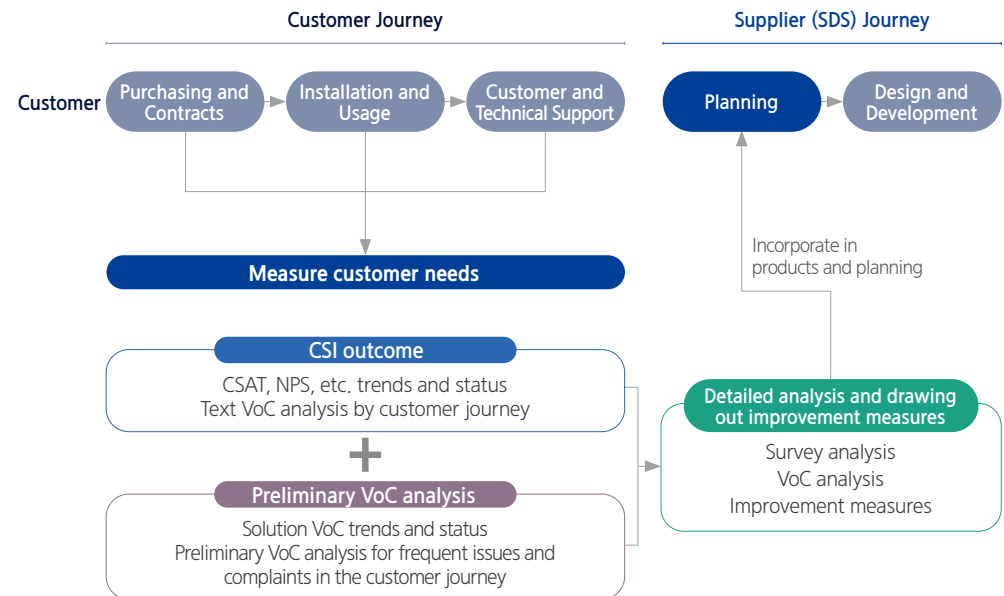 Customer Journey
Supplier (SDS) Journey
Customer
Purchasing and
Contracts
Installation and
Usage
Customer and
Technical Support
Planning
Design and
Development
Measure customer needs
Incorporate in
products and planning
CSI outcome
CSAT, NPS, etc. trends and status
Text VoC analysis by customer journey
+
Preliminary VoC analysis
Solution VoC trends and status
Preliminary VoC analysis for frequent issues and
complaints in the customer journey
Detailed analysis and drawing
out improvement measures
Survey analysis
VoC analysis
Improvement measures